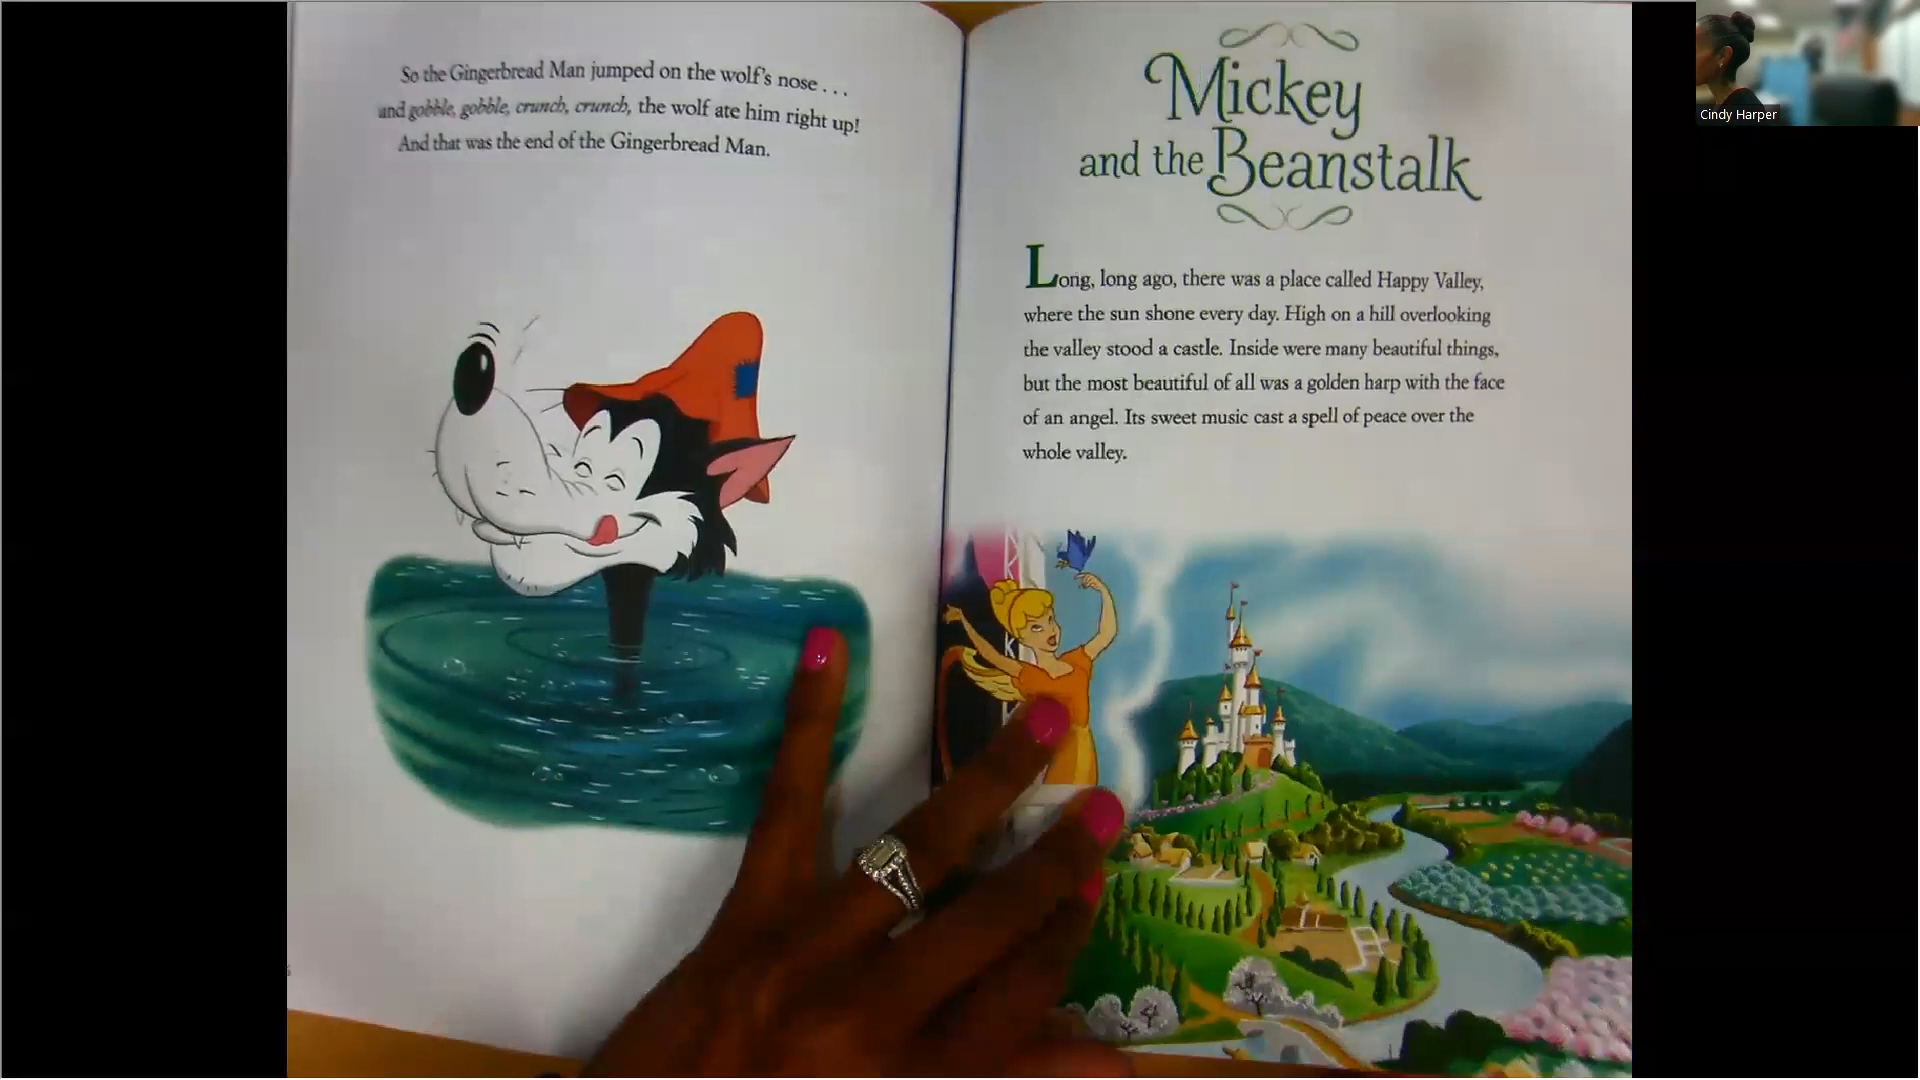 So the Gingerbread Man jumped on the wolf's nose . . .
and gobble, gobble, crunch, crunch, the wolf ate him right up!
And that was the end of the Gingerbread Man.
Mickey
and the Beanstalk
Long, long ago, there was a place called Happy Valley,
where the sun shone every day. High on a hill overlooking
the valley stood a castle. Inside were many beautiful things,
but the most beautiful of all was a golden harp with the face
of an angel. Its sweet music cast a spell of peace over the
whole valley.
Cindy Harper